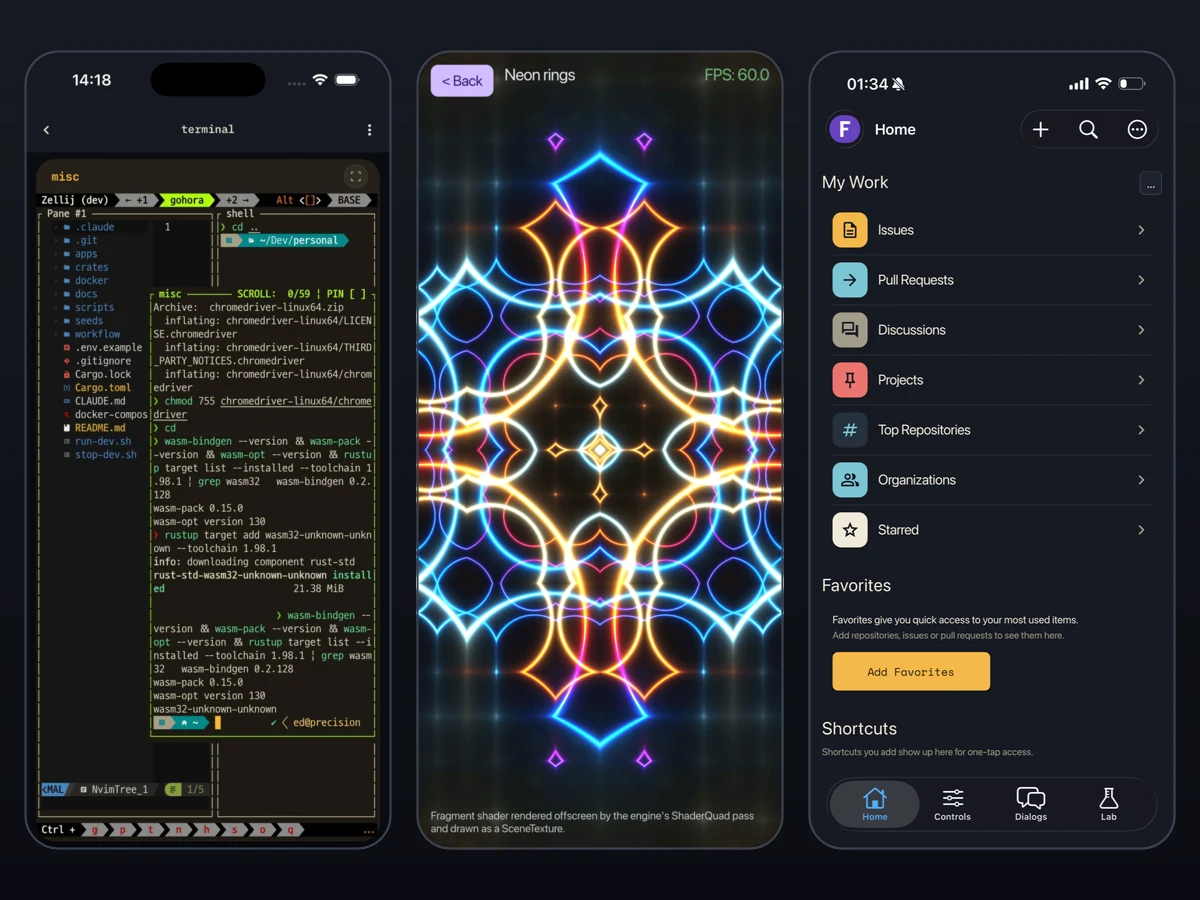 14:18
terminal
misc
Zellij (dev) ← +1 gohora +2 → Alt <[]> BASE
Pane #1
.claude
.git
apps
crates
docker
docs
scripts
seeds
workflow
.env.example
.gitignore
Cargo.lock
Cargo.toml
CLAUDE.md
docker-compos
README.md
run-dev.sh
stop-dev.sh
1
shell
❯ cd ..
~/Dev/personal
misc SCROLL: 0/59 ¦ PIN [ ]
Archive: chromedriver-linux64.zip
inflating: chromedriver-linux64/LICEN
SE.chromedriver
inflating: chromedriver-linux64/THIRD
_PARTY_NOTICES.chromedriver
inflating: chromedriver-linux64/chrom
edriver
❯ chmod 755 chromedriver-linux64/chrome
driver
❯ cd
❯ wasm-bindgen --version && wasm-pack -
-version && wasm-opt --version && rustu
p target list --installed --toolchain 1
.98.1 ¦ grep wasm32 wasm-bindgen 0.2.
128
wasm-pack 0.15.0
wasm-opt version 130
❯ rustup target add wasm32-unknown-unkn
own --toolchain 1.98.1
info: downloading component rust-std
rust-std-wasm32-unknown-unknown install
ed 21.38 MiB
❯ wasm-bindgen --
version && wasm-pack --version && wasm-
opt --version && rustup target list --i
nstalled --toolchain 1.98.1 ¦ grep wasm
32 wasm-bindgen 0.2.128
wasm-pack 0.15.0
wasm-opt version 130
wasm32-unknown-unknown
~ ✔ ed@precision
<MAL NvimTree_1 1/5
Ctrl + g p t n h s o q ...
< Back
Neon rings
FPS: 60.0
Fragment shader rendered offscreen by the engine's ShaderQuad pass
and drawn as a SceneTexture.
01:34
F Home
My Work
...
Issues
Pull Requests
Discussions
Projects
# Top Repositories
Organizations
Starred
Favorites
Favorites give you quick access to your most used items.
Add repositories, issues or pull requests to see them here.
Add Favorites
Shortcuts
Shortcuts you add show up here for one-tap access.
Home
Controls
Dialogs
Lab